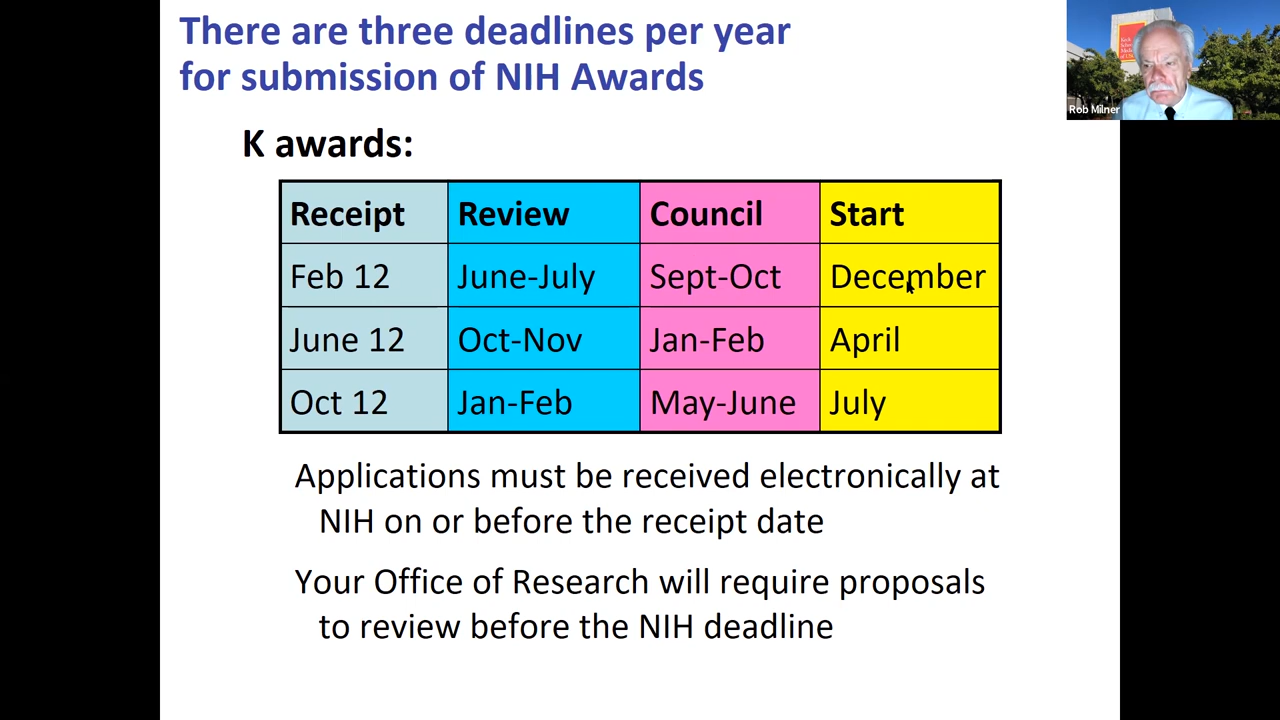 There are three deadlines per year
for submission of NIH Awards
K awards:
Receipt Review Council Start
Feb 12 June-July Sept-Oct December
June 12 Oct-Nov Jan-Feb April
Oct 12 Jan-Feb May-June July
Applications must be received electronically at
NIH on or before the receipt date
Your Office of Research will require proposals
to review before the NIH deadline
Rob Milner